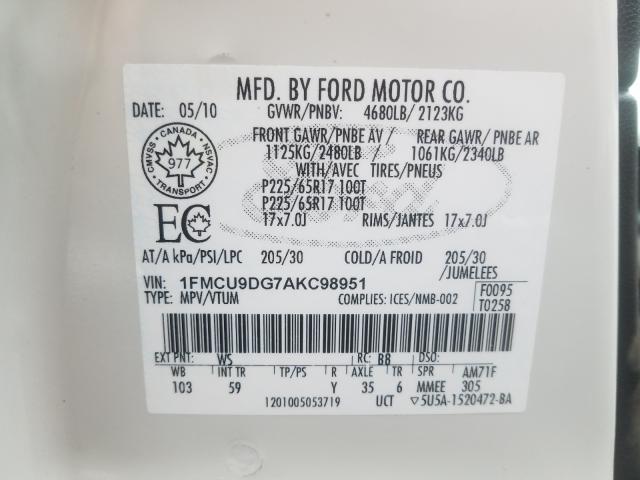 MFD. BY FORD MOTOR CO.
DATE: 05/10 GVWR/PNBV: 4680LB/ 2123KG
FRONT GAWR/PNBE AV / REAR GAWR/ PNBE AR
1125KG/2480LB 1061KG/2340LB
WITH/AVEC TIRES/PNEUS
P225/65R17 100T
P225/65R17 100T
17x7.0J RIMS/JANTES 17x7.0J
CMVSS · CANADA · NSVAC · TRANSPORT
977
EC
AT/A kPa/PSI/LPC 205/30 COLD/A FROID 205/30
/JUMELEES
VIN: 1FMCU9DG7AKC98951
TYPE: MPV/VTUM COMPLIES: ICES/NMB-002
F0095
T0258
EXT PNT: WS RC: B8 DSO:
WB INT TR TP/PS R AXLE TR SPR AM71F
103 59 Y 35 6 MMEE 305
1201005053719 UCT ▽5U5A-1520472-BA